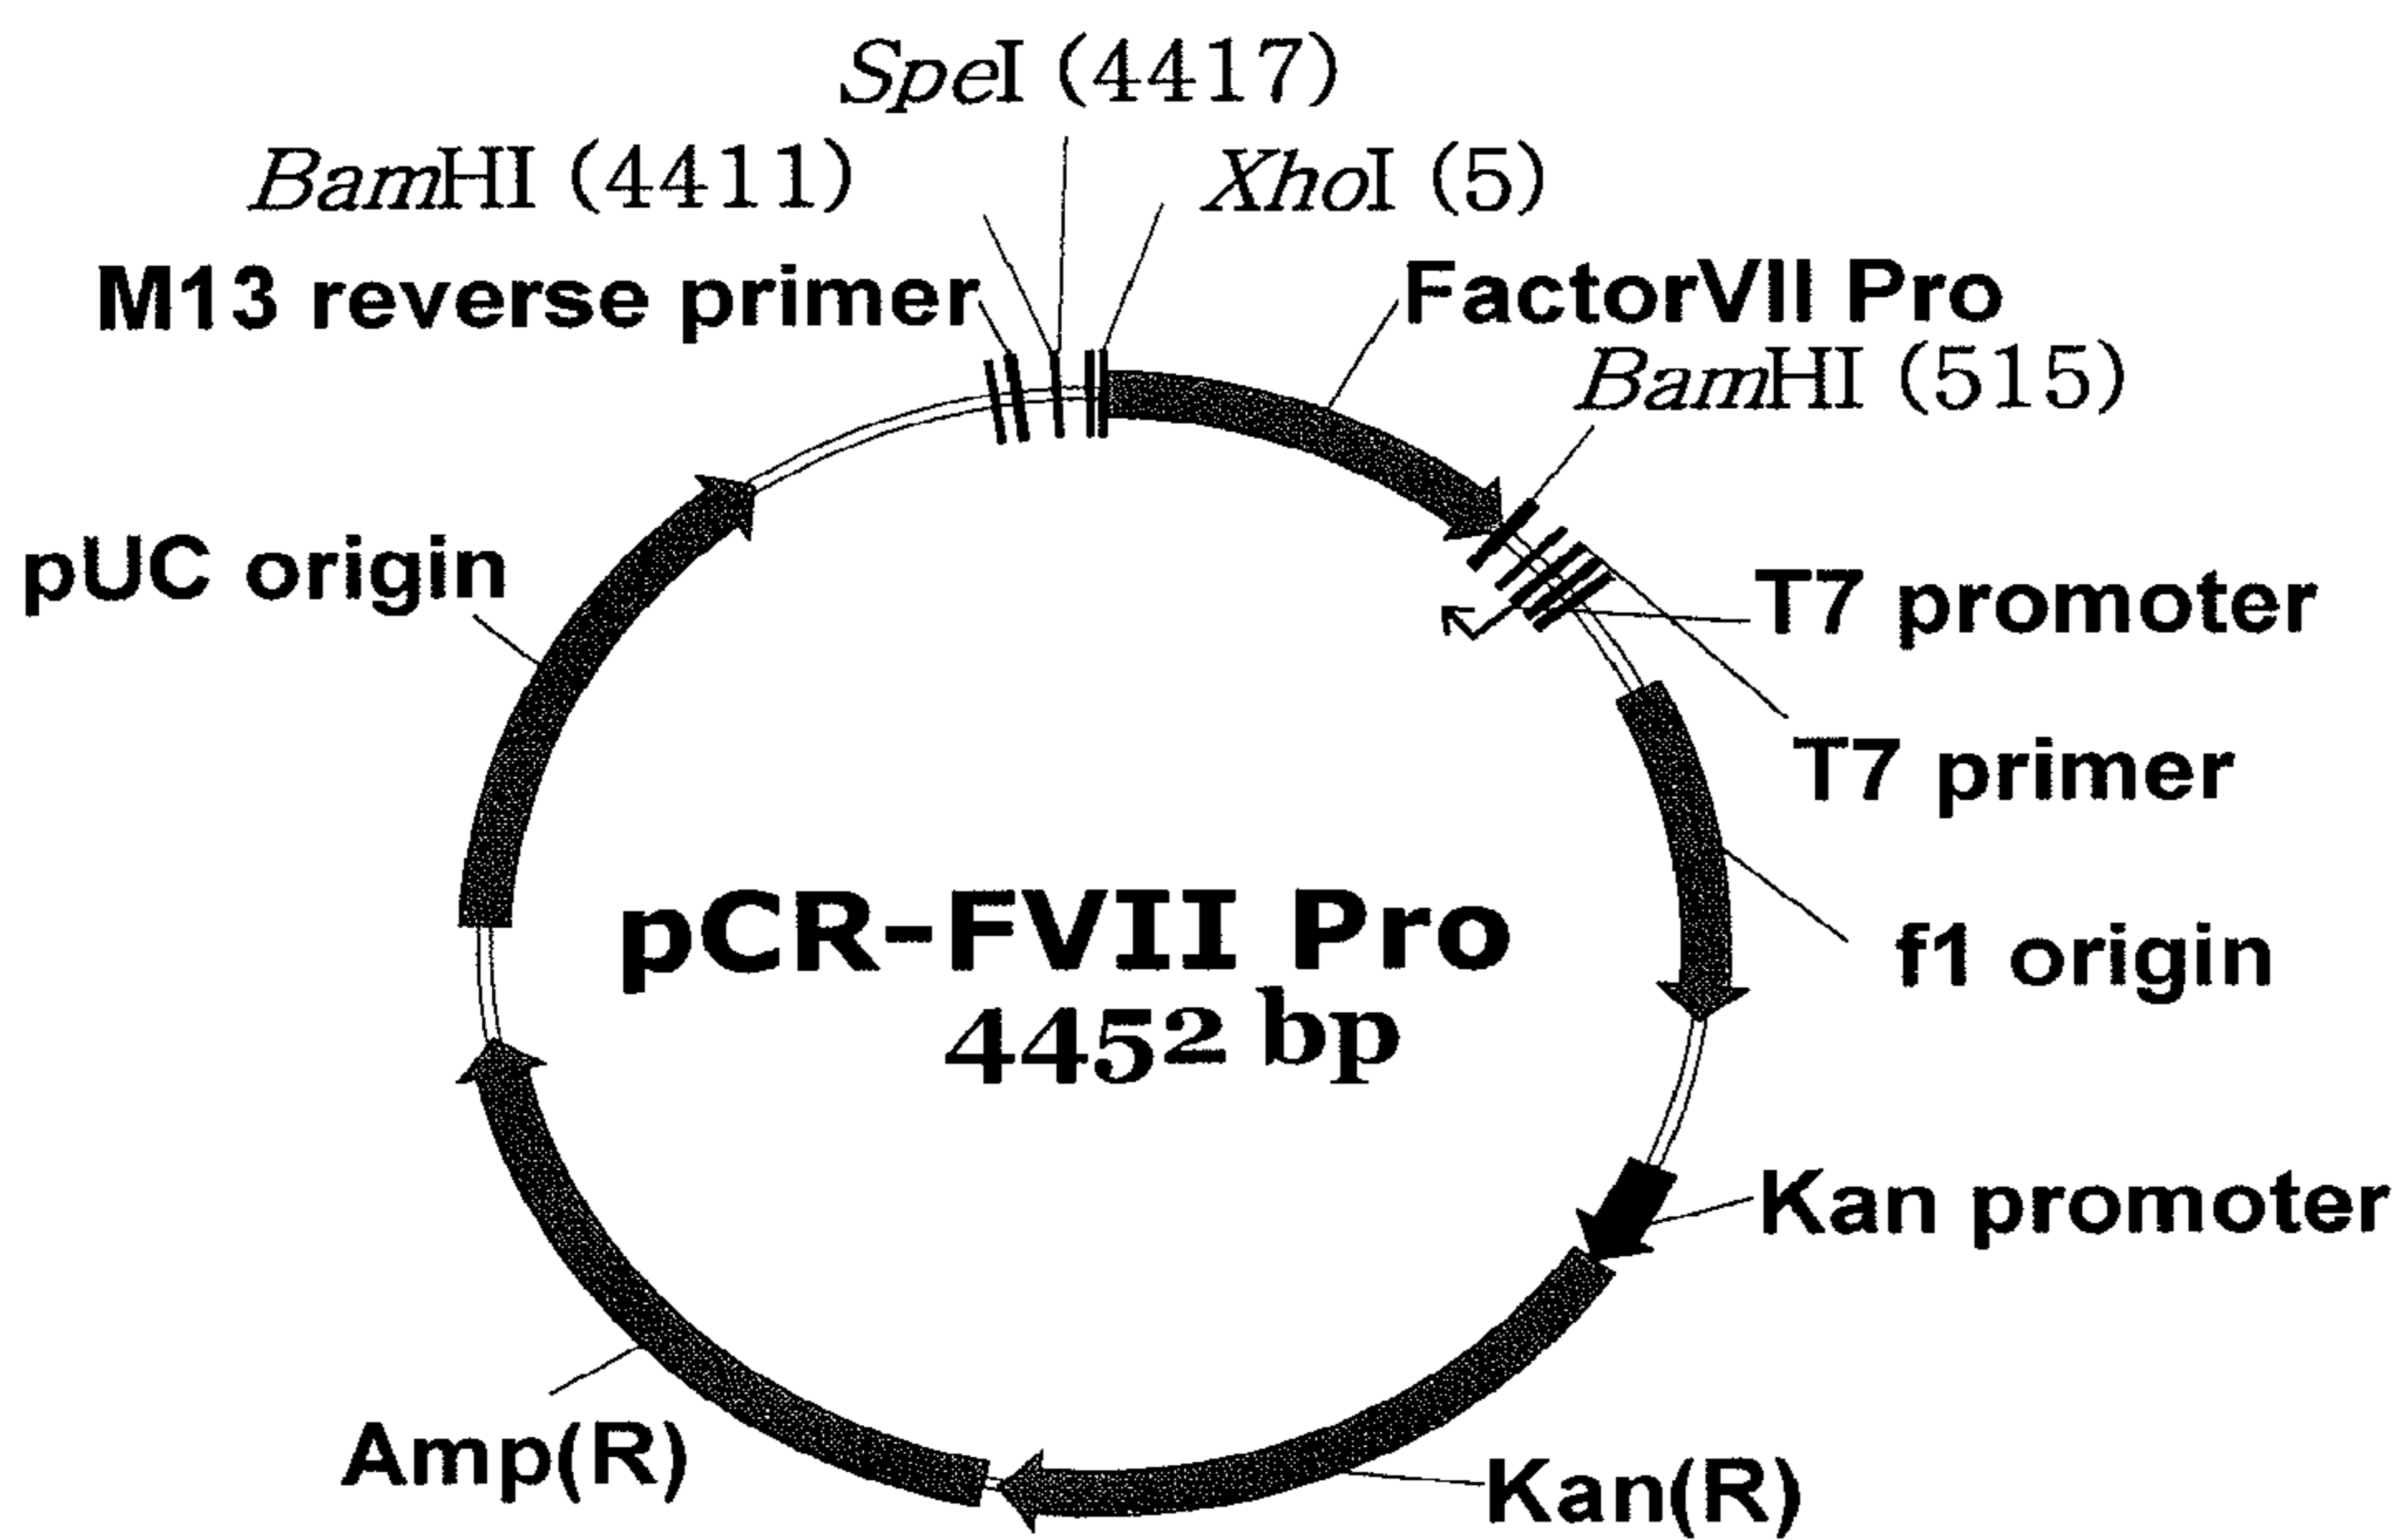 SpeI (4417)
BamHI (4411)
XhoI (5)
M13 reverse primer
FactorVII Pro
BamHI (515)
pUC origin
T7 promoter
T7 primer
pCR-FVII Pro
4452 bp
f1 origin
Kan promoter
Amp(R)
Kan(R)